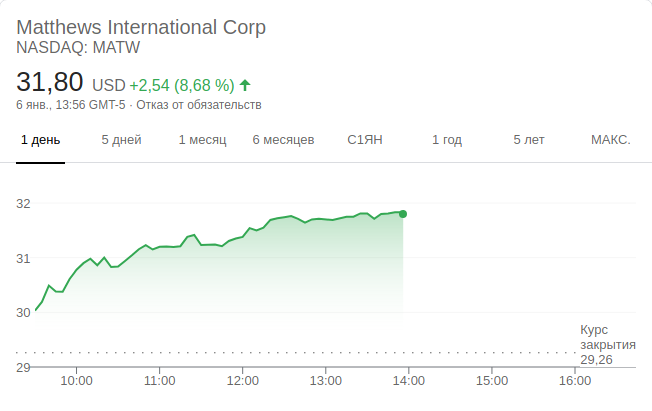 Matthews International Corp
NASDAQ: MATW
31,80 USD +2,54 (8,68 %)
6 янв., 13:56 GMT-5 · Отказ от обязательств
1 день 5 дней 1 месяц 6 месяцев С1ЯН 1 год 5 лет МАКС.
32
31
30
Курс
закрытия
29,26
29
10:00 11:00 12:00 13:00 14:00 15:00 16:00